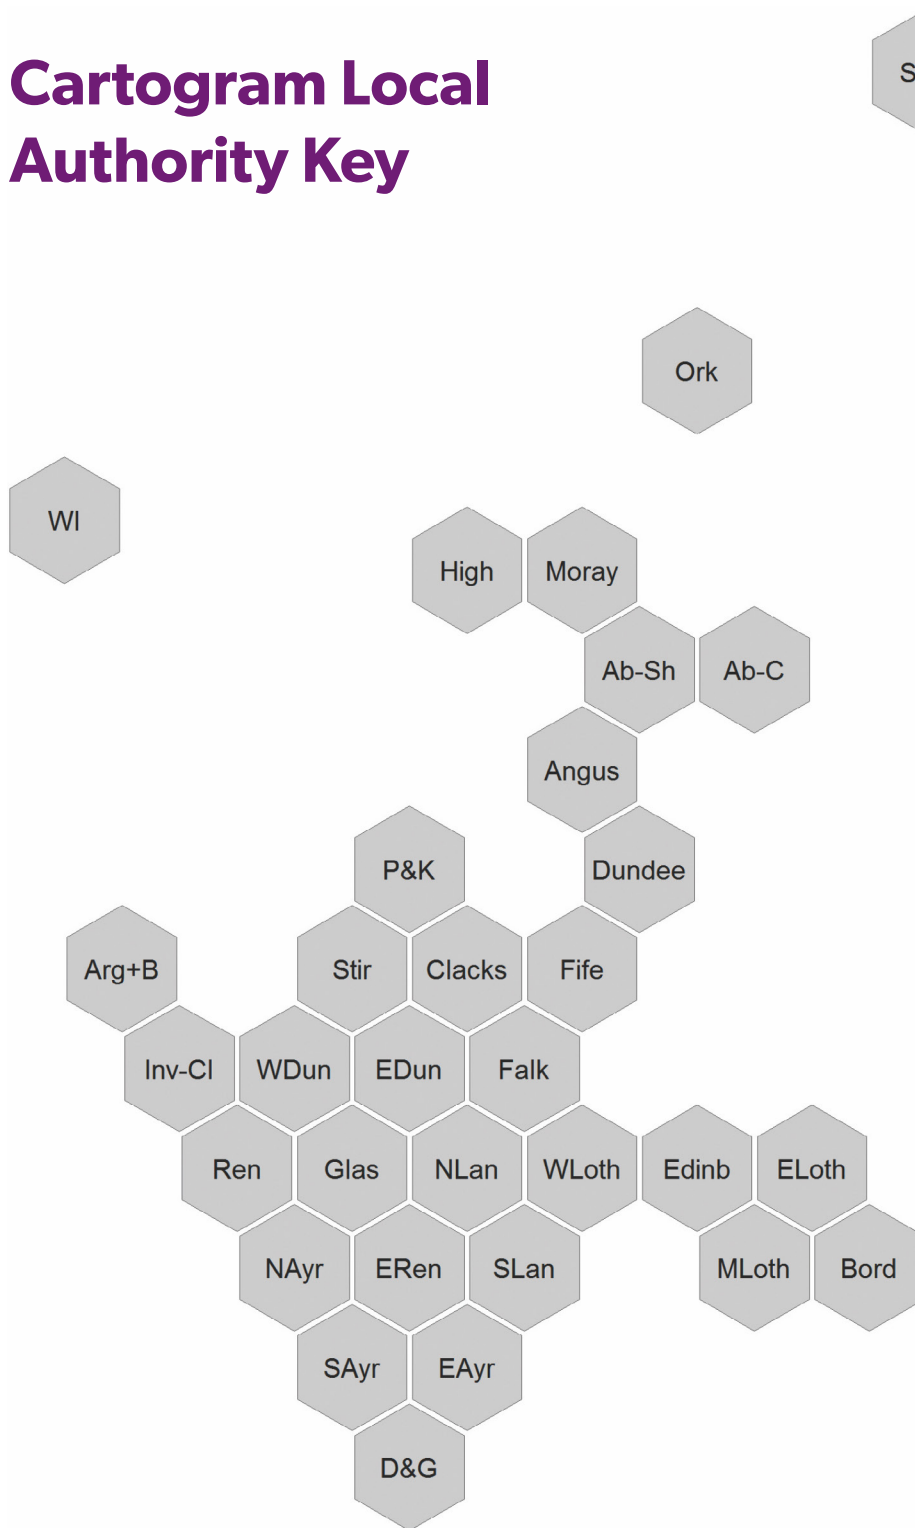 Cartogram Local
Authority Key
Ork
WI
High Moray
Ab-Sh Ab-C
Angus
P&K Dundee
Arg+B Stir Clacks Fife
Inv-Cl WDun EDun Falk
Ren Glas NLan WLoth Edinb ELoth
NAyr ERen SLan MLoth Bord
SAyr EAyr
D&G